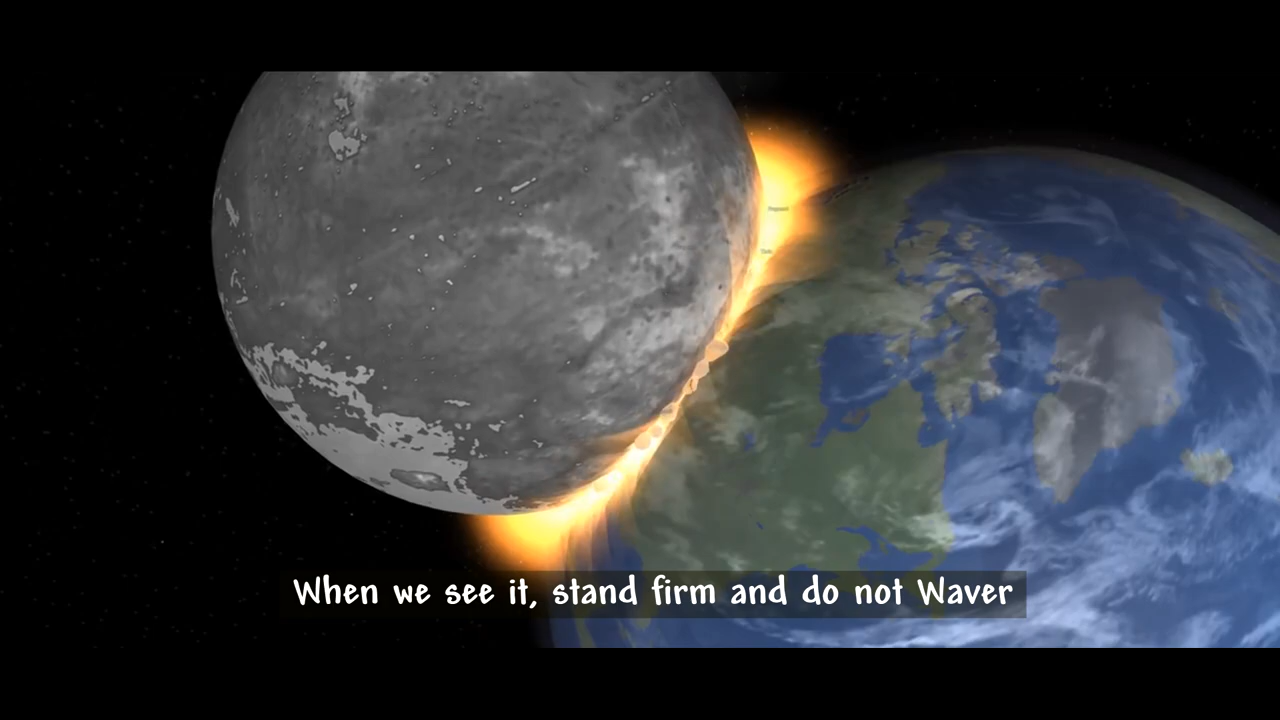 When we see it, stand firm and do not Waver